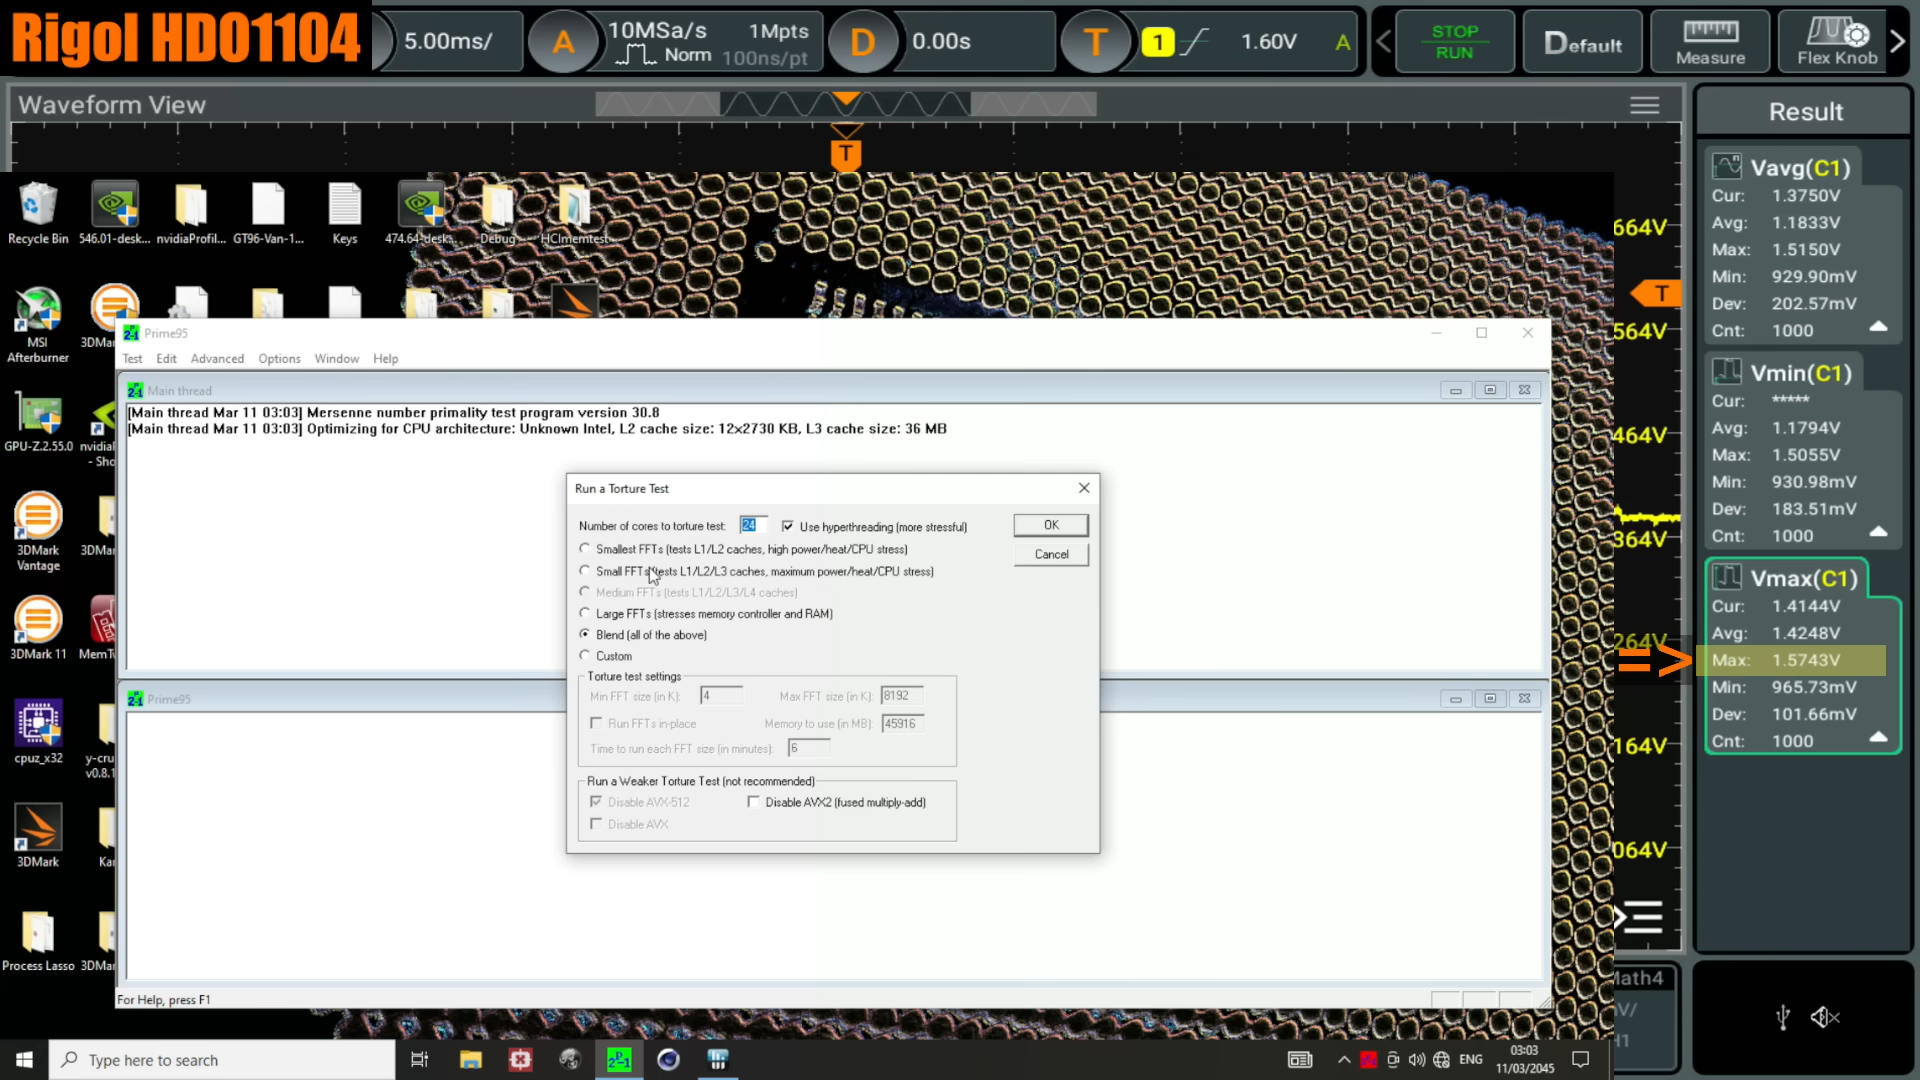 Rigol HDO1104
5.00ms/
A
10MSa/s
Norm
1Mpts
100ns/pt
D
0.00s
T
1
1.60V
A
STOP
RUN
Default
Measure
Flex Knob
Waveform View
T
Result
Vavg(C1)
Cur: 1.3750V
Avg: 1.1833V
Max: 1.5150V
Min: 929.90mV
Dev: 202.57mV
Cnt: 1000
Vmin(C1)
Cur: *****
Avg: 1.1794V
Max: 1.5055V
Min: 930.98mV
Dev: 183.51mV
Cnt: 1000
Vmax(C1)
Cur: 1.4144V
Avg: 1.4248V
=> Max: 1.5743V
Min: 965.73mV
Dev: 101.66mV
Cnt: 1000
664V
T
564V
464V
364V
264V
164V
064V
Math4
Recycle Bin
546.01-desk...
nvidiaProfil...
GT96-Van-1...
Keys
474.64-desk...
Debug
HCImemtest
MSI
Afterburner
GPU-Z.2.55.0
3DMark
Vantage
3DMark 11
cpuz_x32
y-cru
v0.8.1
3DMark
Process Lasso
Prime95
Test Edit Advanced Options Window Help
Main thread
[Main thread Mar 11 03:03] Mersenne number primality test program version 30.8
[Main thread Mar 11 03:03] Optimizing for CPU architecture: Unknown Intel, L2 cache size: 12x2730 KB, L3 cache size: 36 MB
Prime95
For Help, press F1
Run a Torture Test
Number of cores to torture test: 24
Use hyperthreading (more stressful)
OK
Cancel
Smallest FFTs (tests L1/L2 caches, high power/heat/CPU stress)
Small FFTs (tests L1/L2/L3 caches, maximum power/heat/CPU stress)
Medium FFTs (tests L1/L2/L3/L4 caches)
Large FFTs (stresses memory controller and RAM)
Blend (all of the above)
Custom
Torture test settings
Min FFT size (in K): 4
Max FFT size (in K): 8192
Run FFTs in-place
Memory to use (in MB): 45916
Time to run each FFT size (in minutes): 6
Run a Weaker Torture Test (not recommended)
Disable AVX-512
Disable AVX2 (fused multiply-add)
Disable AVX
Type here to search
ENG
03:03
11/03/2045